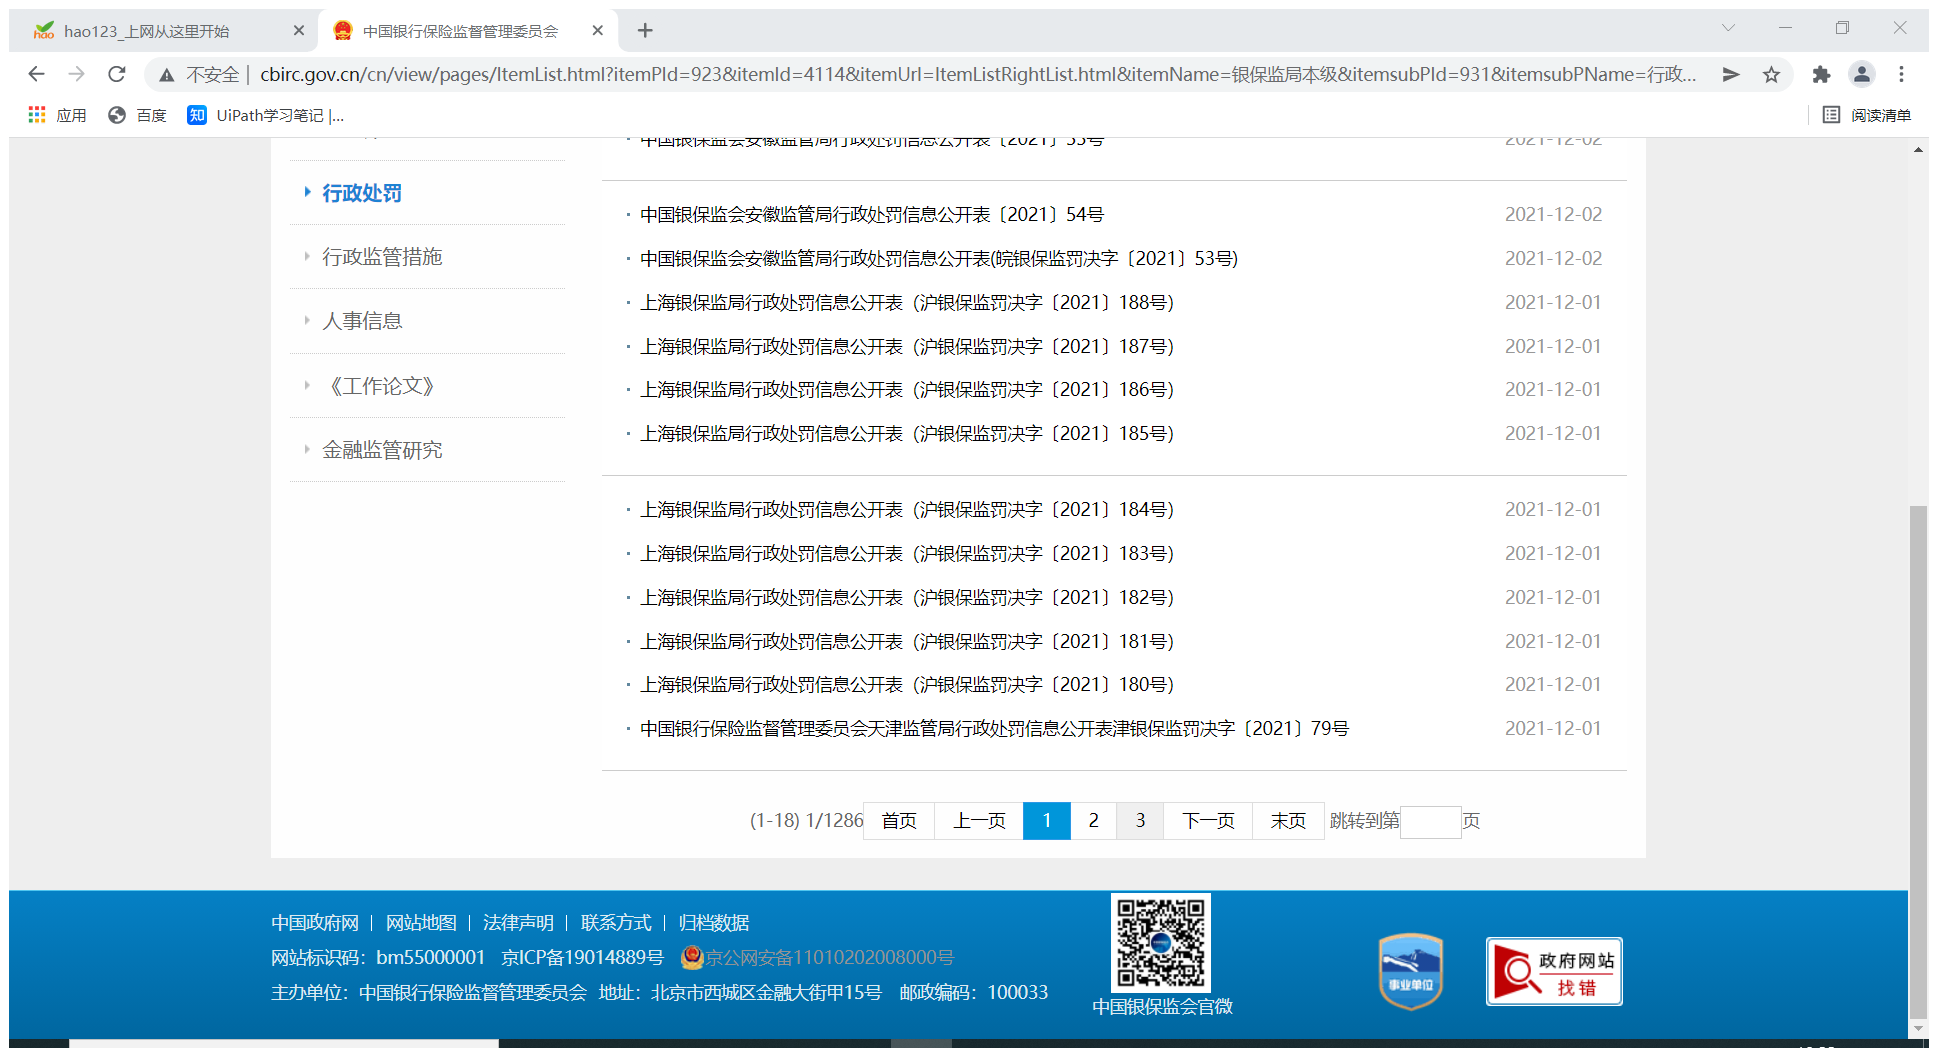 hao123_上网从这里开始
中国银行保险监督管理委员会
不安全 | cbirc.gov.cn/cn/view/pages/ItemList.html?itemPId=923&itemId=4114&itemUrl=ItemListRightList.html&itemName=银保监局本级&itemsubPId=931&itemsubPName=行政...
应用 百度 知 UiPath学习笔记 |... 阅读清单
中国银保监会安徽监管局行政处罚信息公开表〔2021〕55号 2021-12-02
行政处罚
行政监管措施
人事信息
《工作论文》
金融监管研究
中国银保监会安徽监管局行政处罚信息公开表〔2021〕54号 2021-12-02
中国银保监会安徽监管局行政处罚信息公开表(皖银保监罚决字〔2021〕53号) 2021-12-02
上海银保监局行政处罚信息公开表（沪银保监罚决字〔2021〕188号） 2021-12-01
上海银保监局行政处罚信息公开表（沪银保监罚决字〔2021〕187号） 2021-12-01
上海银保监局行政处罚信息公开表（沪银保监罚决字〔2021〕186号） 2021-12-01
上海银保监局行政处罚信息公开表（沪银保监罚决字〔2021〕185号） 2021-12-01
上海银保监局行政处罚信息公开表（沪银保监罚决字〔2021〕184号） 2021-12-01
上海银保监局行政处罚信息公开表（沪银保监罚决字〔2021〕183号） 2021-12-01
上海银保监局行政处罚信息公开表（沪银保监罚决字〔2021〕182号） 2021-12-01
上海银保监局行政处罚信息公开表（沪银保监罚决字〔2021〕181号） 2021-12-01
上海银保监局行政处罚信息公开表（沪银保监罚决字〔2021〕180号） 2021-12-01
中国银行保险监督管理委员会天津监管局行政处罚信息公开表津银保监罚决字〔2021〕79号 2021-12-01
(1-18) 1/1286 首页 上一页 1 2 3 下一页 末页 跳转到第 页
中国政府网 | 网站地图 | 法律声明 | 联系方式 | 归档数据
网站标识码：bm55000001 京ICP备19014889号 京公网安备11010202008000号
主办单位：中国银行保险监督管理委员会 地址：北京市西城区金融大街甲15号 邮政编码：100033
中国银保监会官微
事业单位
政府网站
找错